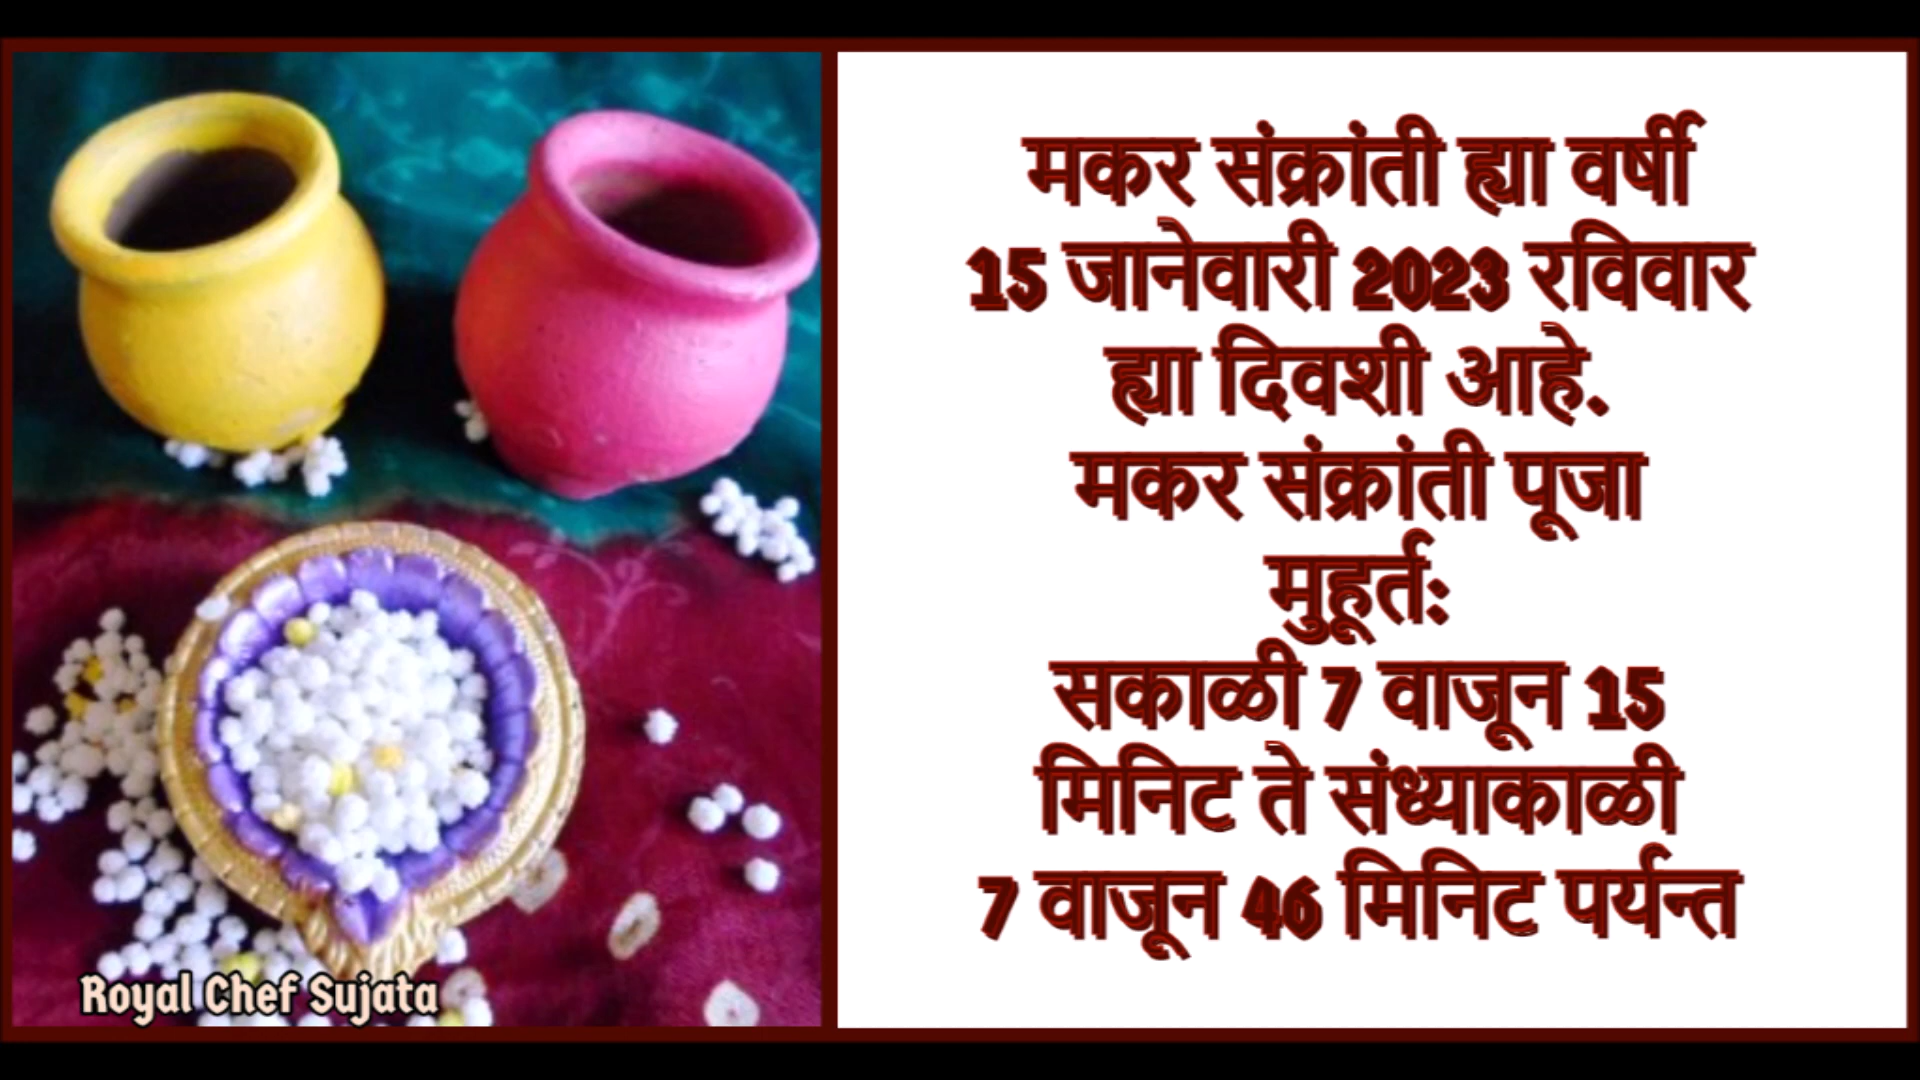 मकर संक्रांती ह्या वर्षी
15 जानेवारी 2023 रविवार
ह्या दिवशी आहे.
मकर संक्रांती पूजा
मुहूर्त:
सकाळी 7 वाजून 15
मिनिट ते संध्याकाळी
7 वाजून 46 मिनिट पर्यन्त
Royal Chef Sujata